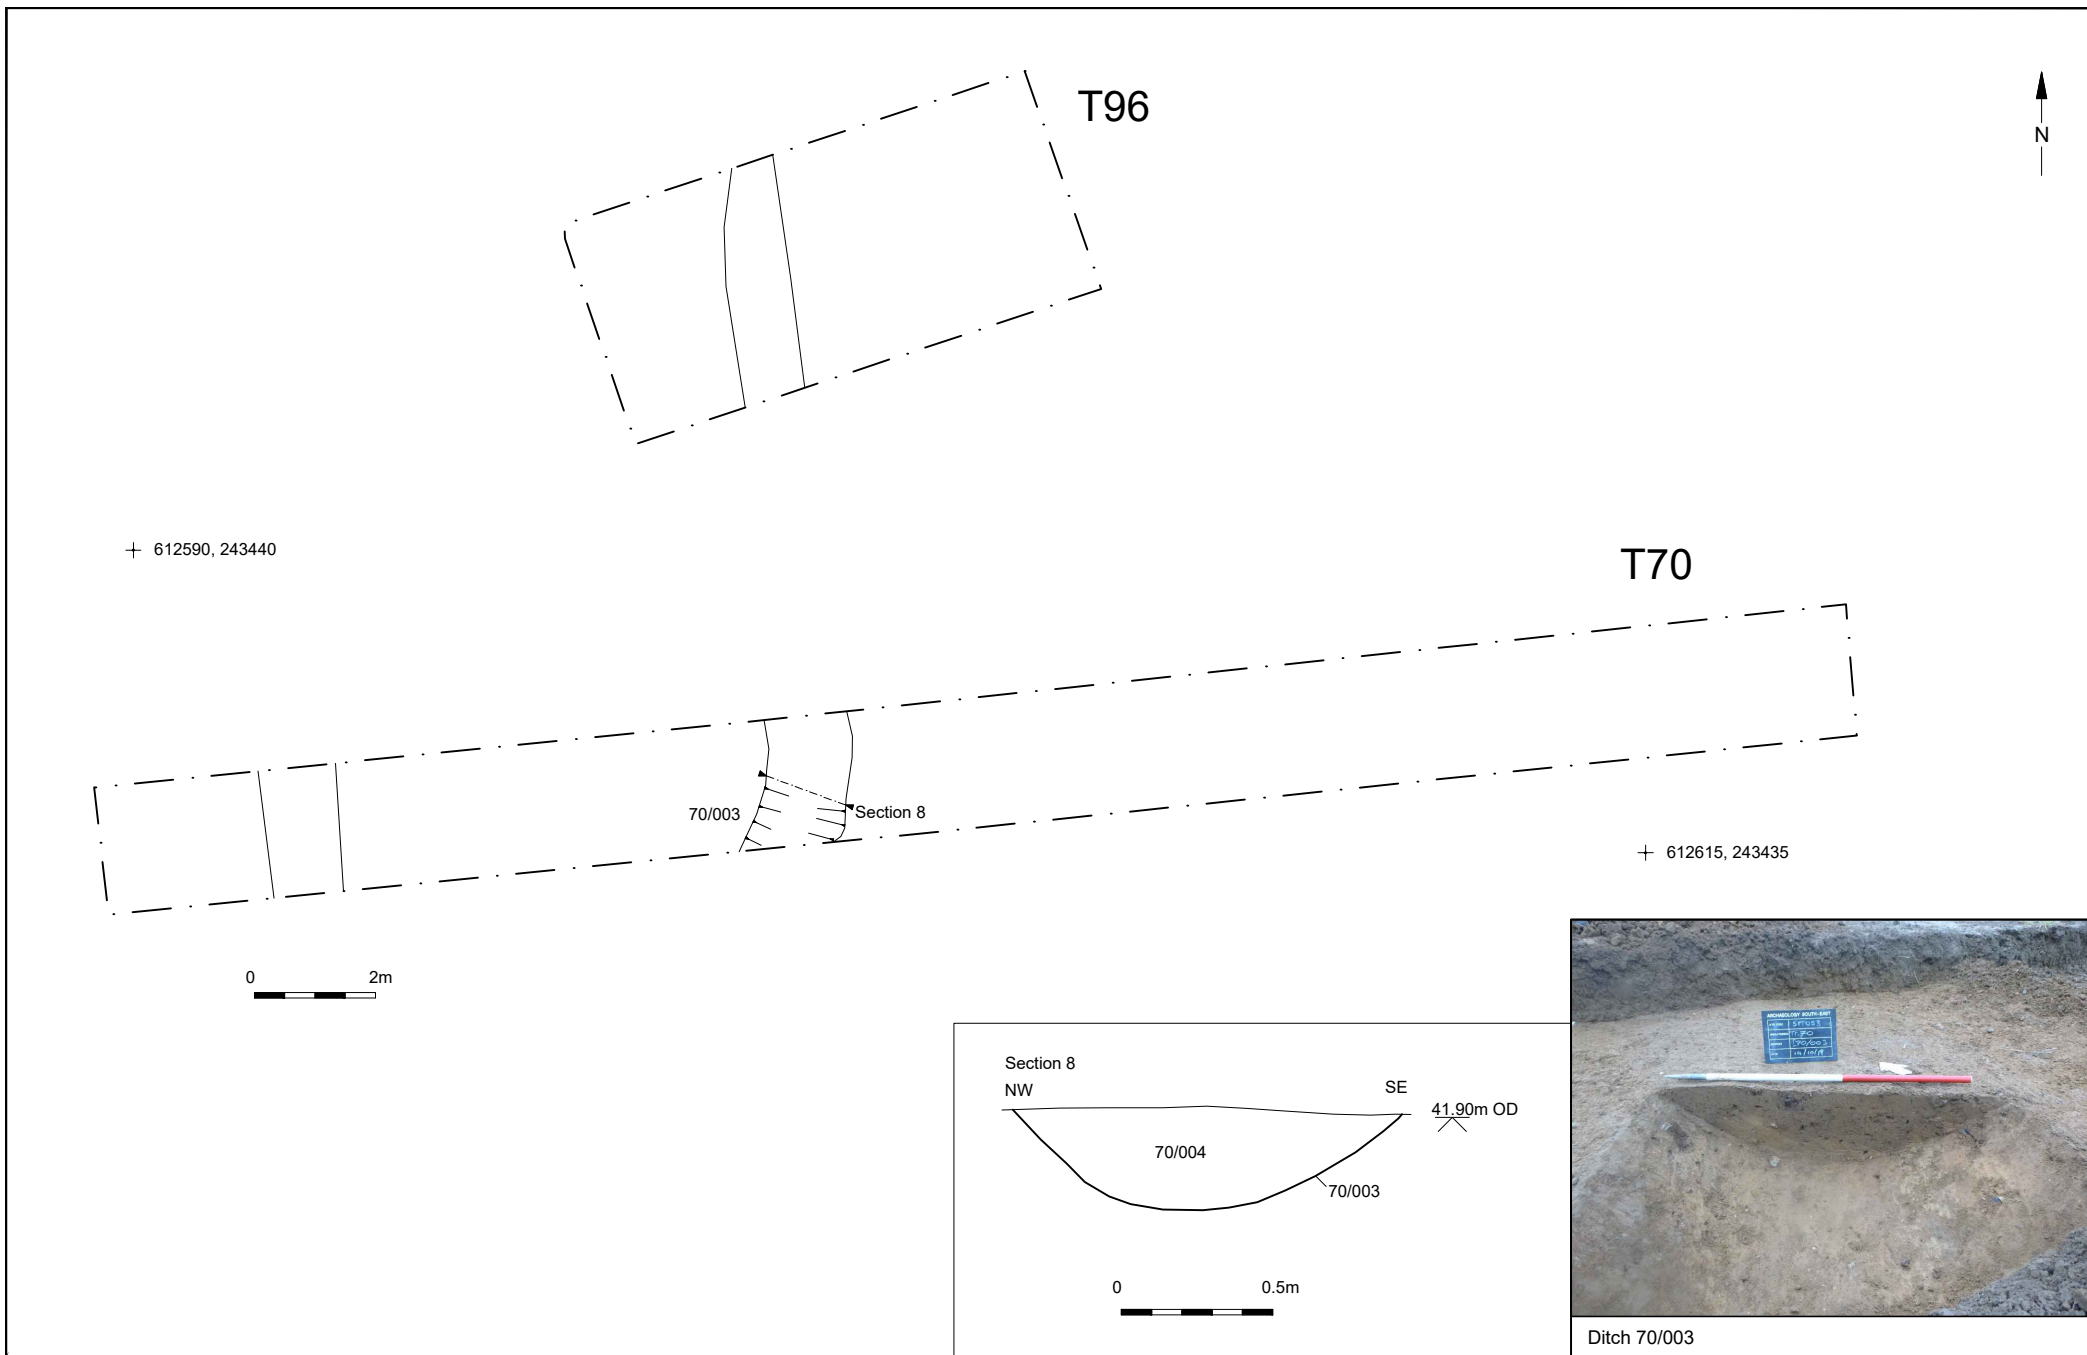 T96
N
612590, 243440
T70
70/003
Section 8
612615, 243435
0 2m
Section 8
NW
SE
41.90m OD
70/004
70/003
0 0.5m
ARCHAEOLOGY SOUTH-EAST
70/003
Ditch 70/003